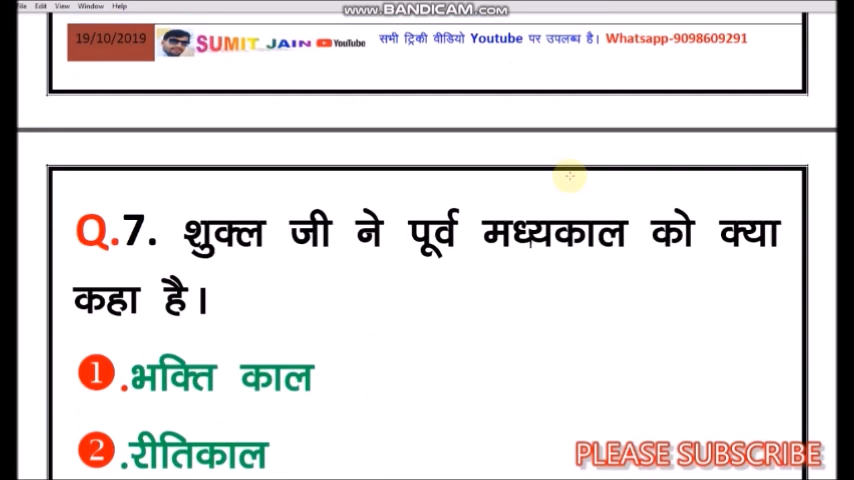 www.BANDICAM.com
File Edit View Window Help
19/10/2019 SUMIT JAIN YouTube सभी ट्रिकी वीडियो Youtube पर उपलब्ध है। Whatsapp-9098609291
Q.7. शुक्ल जी ने पूर्व मध्यकाल को क्या
कहा है।
1.भक्ति काल
2.रीतिकाल
PLEASE SUBSCRIBE